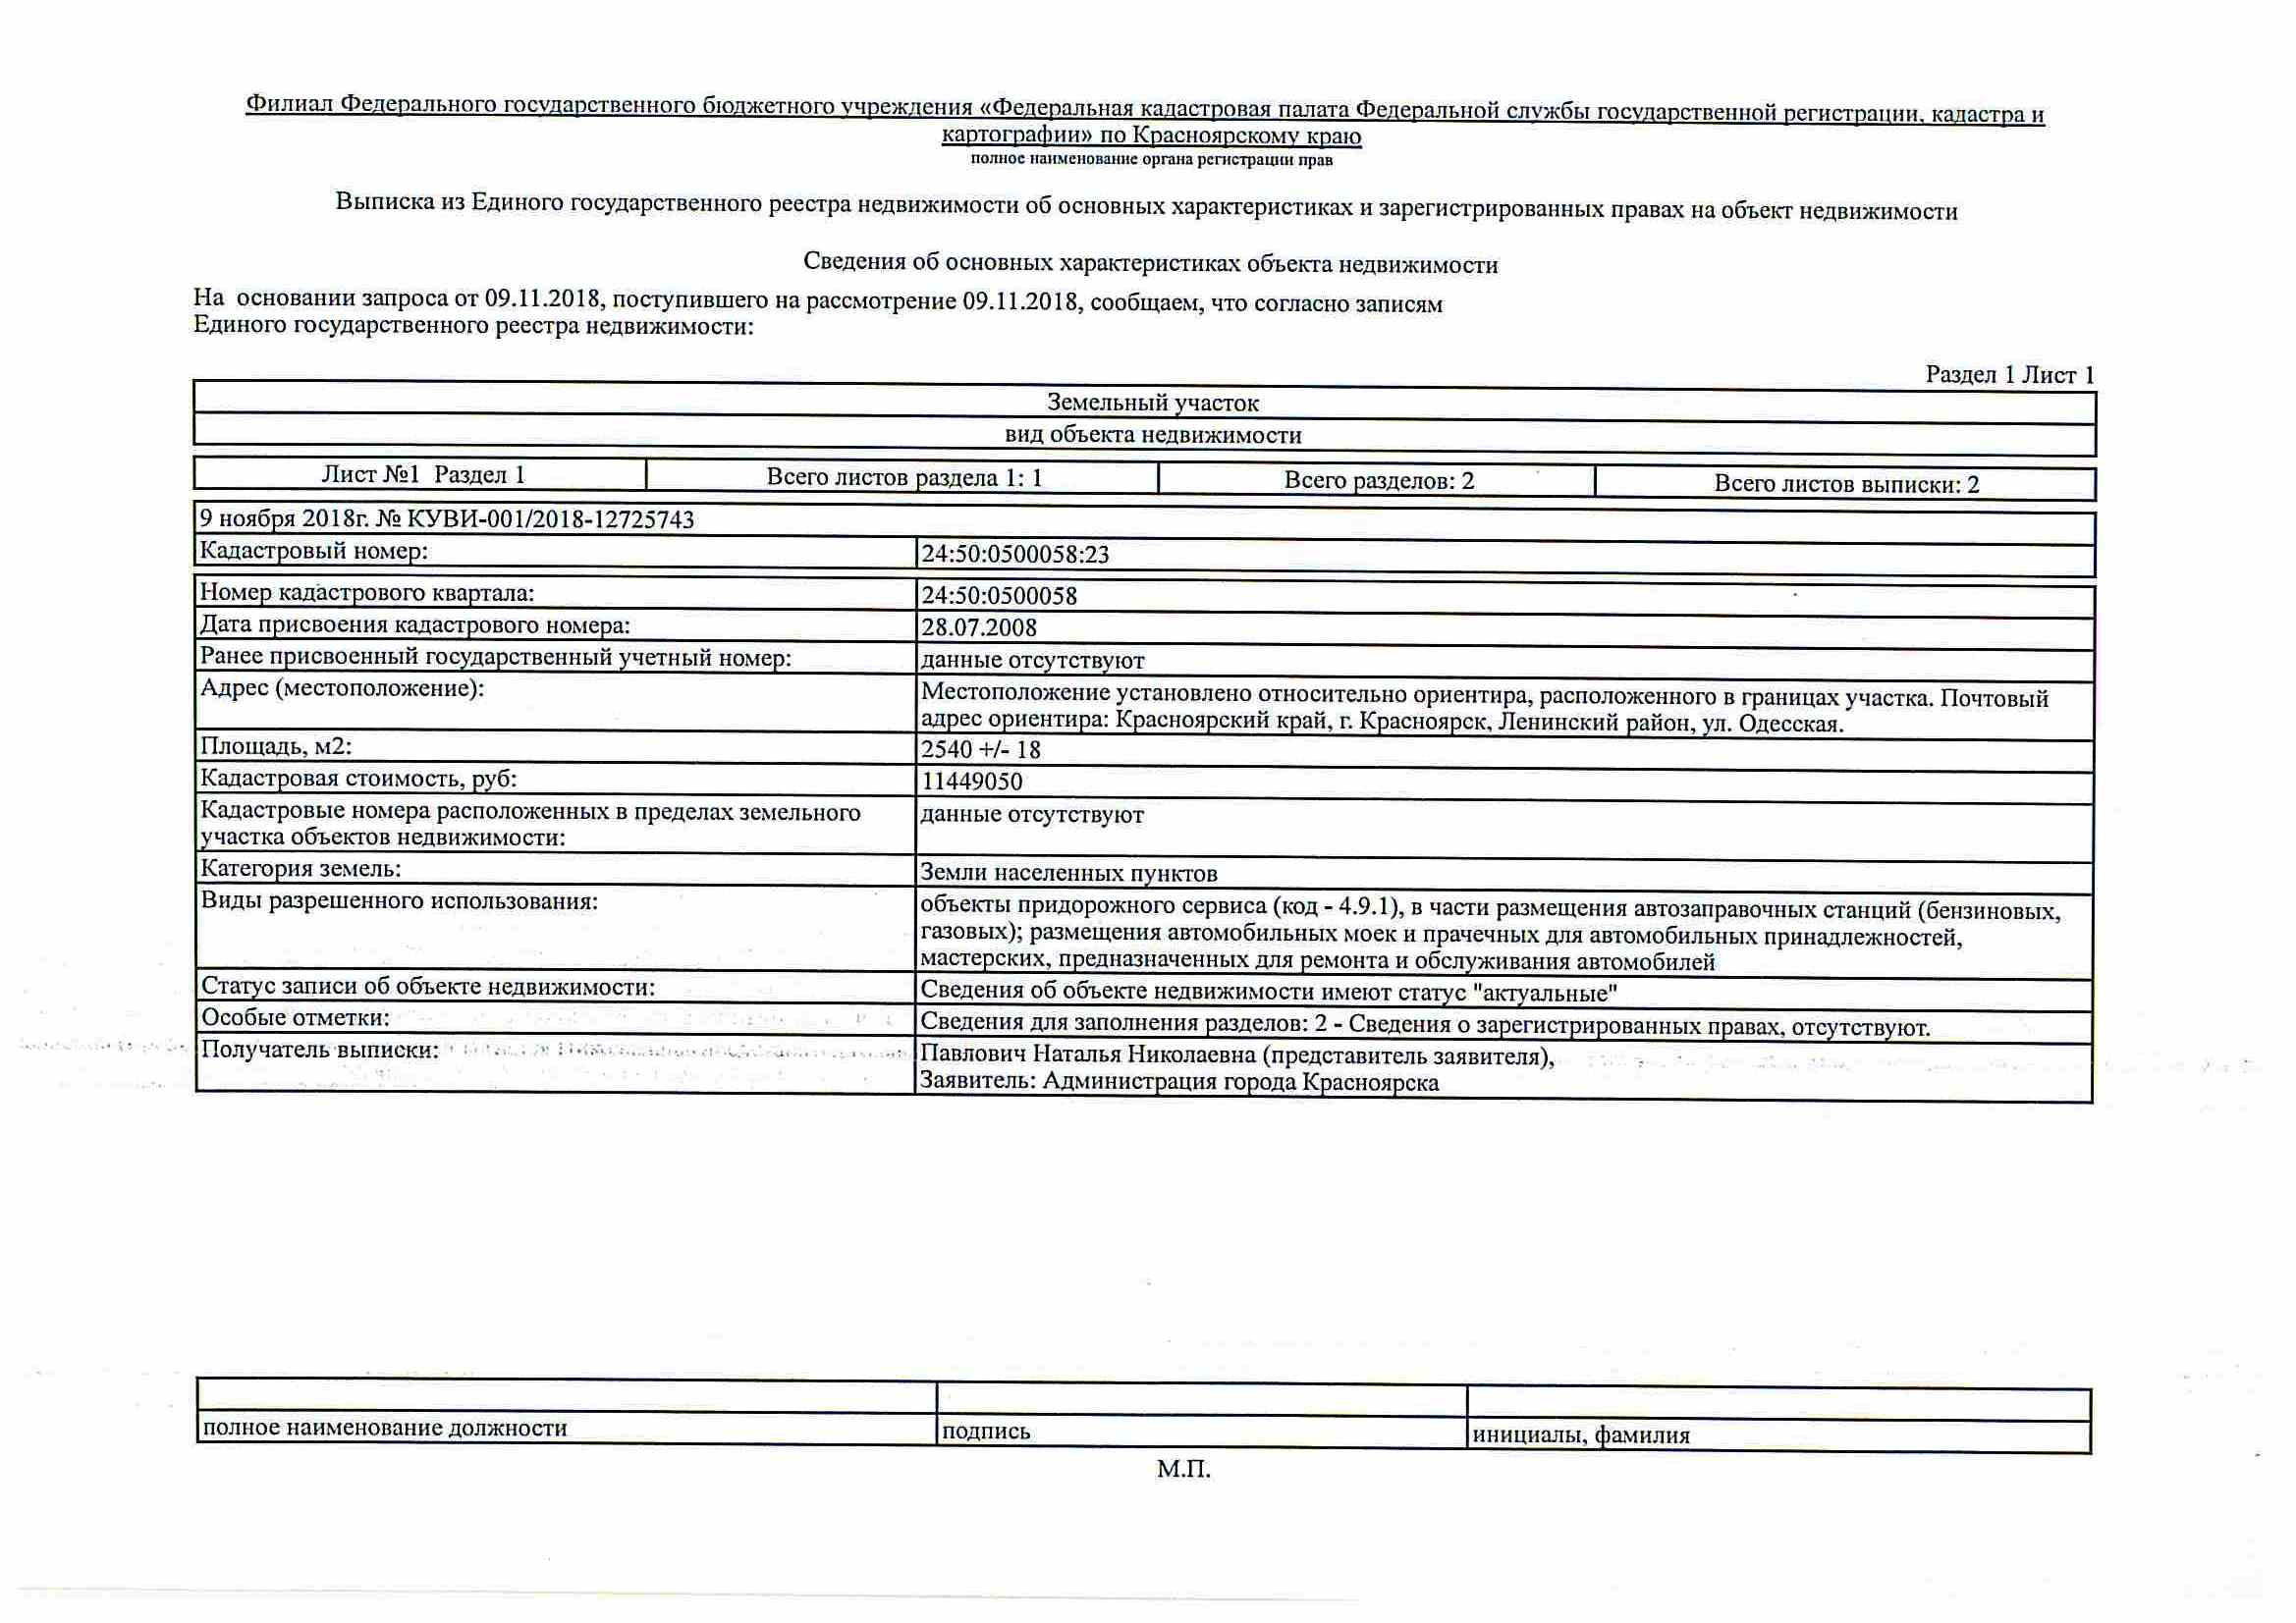 Филиал Федерального государственного бюджетного учреждения «Федеральная кадастровая палата Федеральной службы государственной регистрации, кадастра и
картографии» по Красноярскому краю
полное наименование органа регистрации прав
Выписка из Единого государственного реестра недвижимости об основных характеристиках и зарегистрированных правах на объект недвижимости
Сведения об основных характеристиках объекта недвижимости
На основании запроса от 09.11.2018, поступившего на рассмотрение 09.11.2018, сообщаем, что согласно записям
Единого государственного реестра недвижимости:
Раздел 1 Лист 1
Земельный участок
вид объекта недвижимости
Лист №1 Раздел 1
Всего листов раздела 1: 1
Всего разделов: 2
Всего листов выписки: 2
9 ноября 2018г. № КУВИ-001/2018-12725743
Кадастровый номер:
24:50:0500058:23
Номер кадастрового квартала:
24:50:0500058
Дата присвоения кадастрового номера:
28.07.2008
Ранее присвоенный государственный учетный номер:
данные отсутствуют
Адрес (местоположение):
Местоположение установлено относительно ориентира, расположенного в границах участка. Почтовый
адрес ориентира: Красноярский край, г. Красноярск, Ленинский район, ул. Одесская.
Площадь, м2:
2540 +/- 18
Кадастровая стоимость, руб:
11449050
Кадастровые номера расположенных в пределах земельного
участка объектов недвижимости:
данные отсутствуют
Категория земель:
Земли населенных пунктов
Виды разрешенного использования:
объекты придорожного сервиса (код - 4.9.1), в части размещения автозаправочных станций (бензиновых,
газовых); размещения автомобильных моек и прачечных для автомобильных принадлежностей,
мастерских, предназначенных для ремонта и обслуживания автомобилей
Статус записи об объекте недвижимости:
Сведения об объекте недвижимости имеют статус "актуальные"
Особые отметки:
Сведения для заполнения разделов: 2 - Сведения о зарегистрированных правах, отсутствуют.
Получатель выписки:
Павлович Наталья Николаевна (представитель заявителя),
Заявитель: Администрация города Красноярска
полное наименование должности
подпись
инициалы, фамилия
М.П.